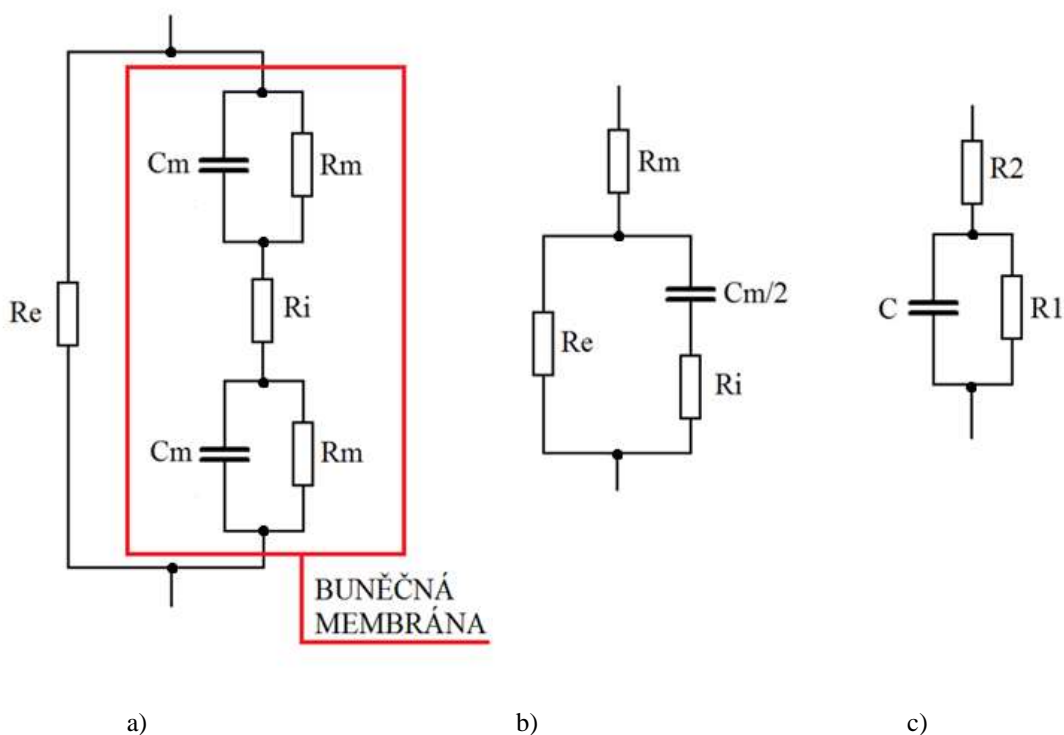 Cm
Rm
Re
Ri
Cm
Rm
BUNĚČNÁ
MEMBRÁNA
Rm
Cm/2
Re
Ri
R2
C
R1
a)
b)
c)